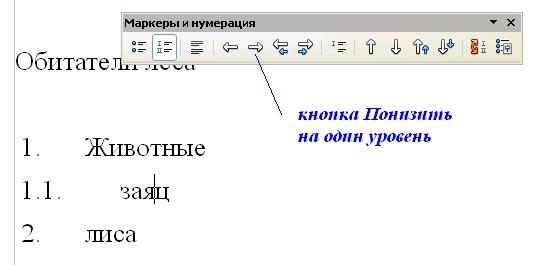 Маркеры и нумерация
Обитатели леса
кнопка Понизить
на один уровень
1. Животные
1.1. заяц
2. лиса